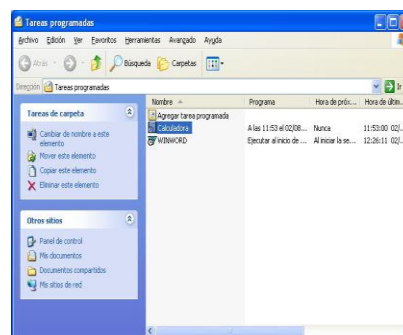 Tareas programadas
Archivo Edición Ver Favoritos Herramientas Avanzado Ayuda
Atrás Búsqueda Carpetas
Dirección Tareas programadas Ir
Nombre Programa Hora de próx... Hora de últim...
Tareas de carpeta
Cambiar de nombre a este elemento
Mover este elemento
Copiar este elemento
Eliminar este elemento
Otros sitios
Panel de control
Mis documentos
Documentos compartidos
Mis sitios de red
Agregar tarea programada
Calculadora A las 11:53 el 02/08... Nunca 11:53:00 02/...
WINWORD Ejecutar al inicio de ... Al iniciar la se... 12:26:11 02/...